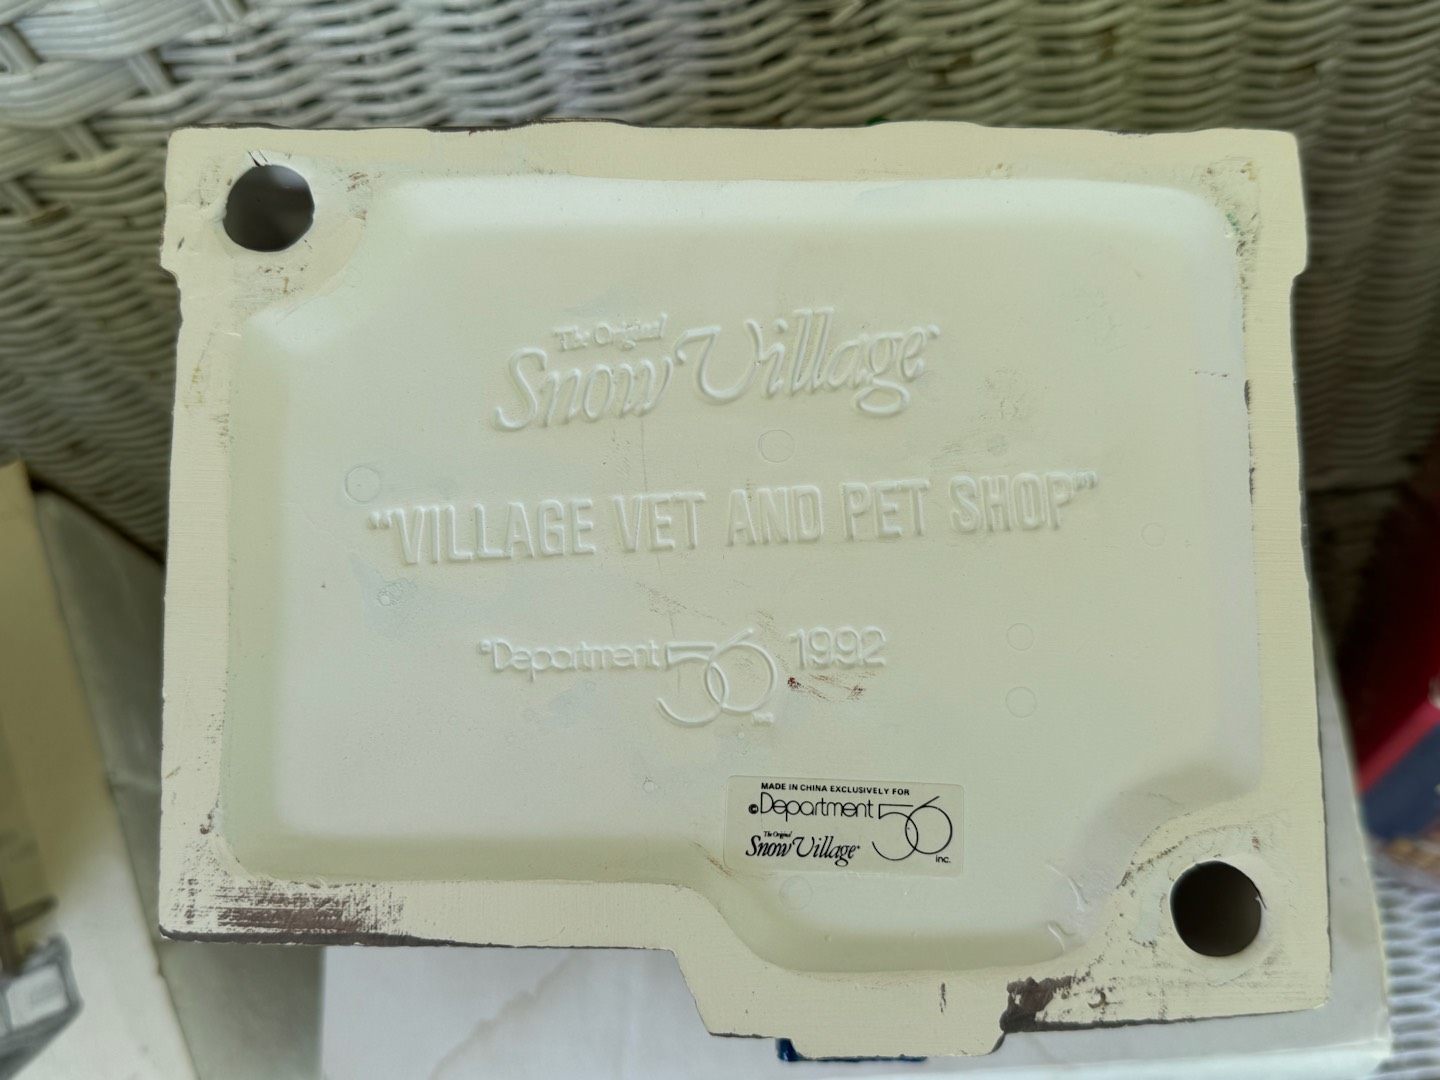 The Original
Snow Village
"VILLAGE VET AND PET SHOP"
©Department 56 1992
inc.
MADE IN CHINA EXCLUSIVELY FOR
©Department 56
inc.
The Original
Snow Village